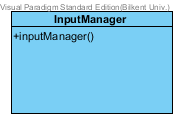 Visual Paradigm Standard Edition(Bilkent Univ.)
InputManager
+inputManager()